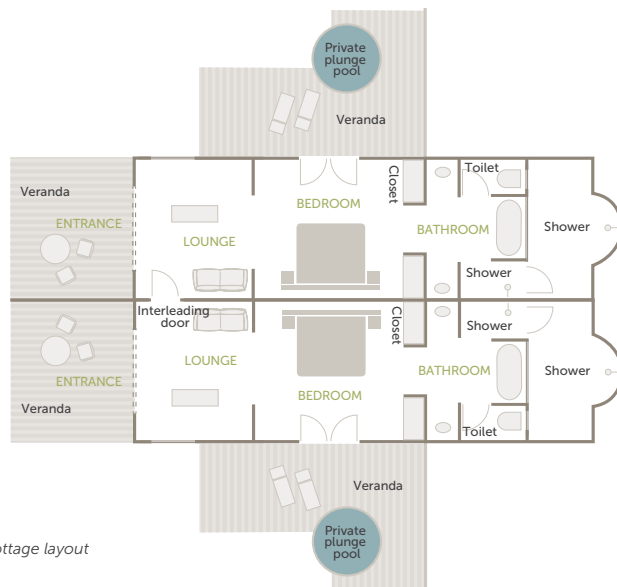 Private
plunge
pool
Veranda
Toilet
Closet
Veranda
BEDROOM
ENTRANCE
BATHROOM
Shower
LOUNGE
Shower
Interleading
door
Closet
Shower
LOUNGE
BATHROOM
Shower
ENTRANCE
BEDROOM
Veranda
Toilet
Veranda
Private
plunge
pool
ottage layout